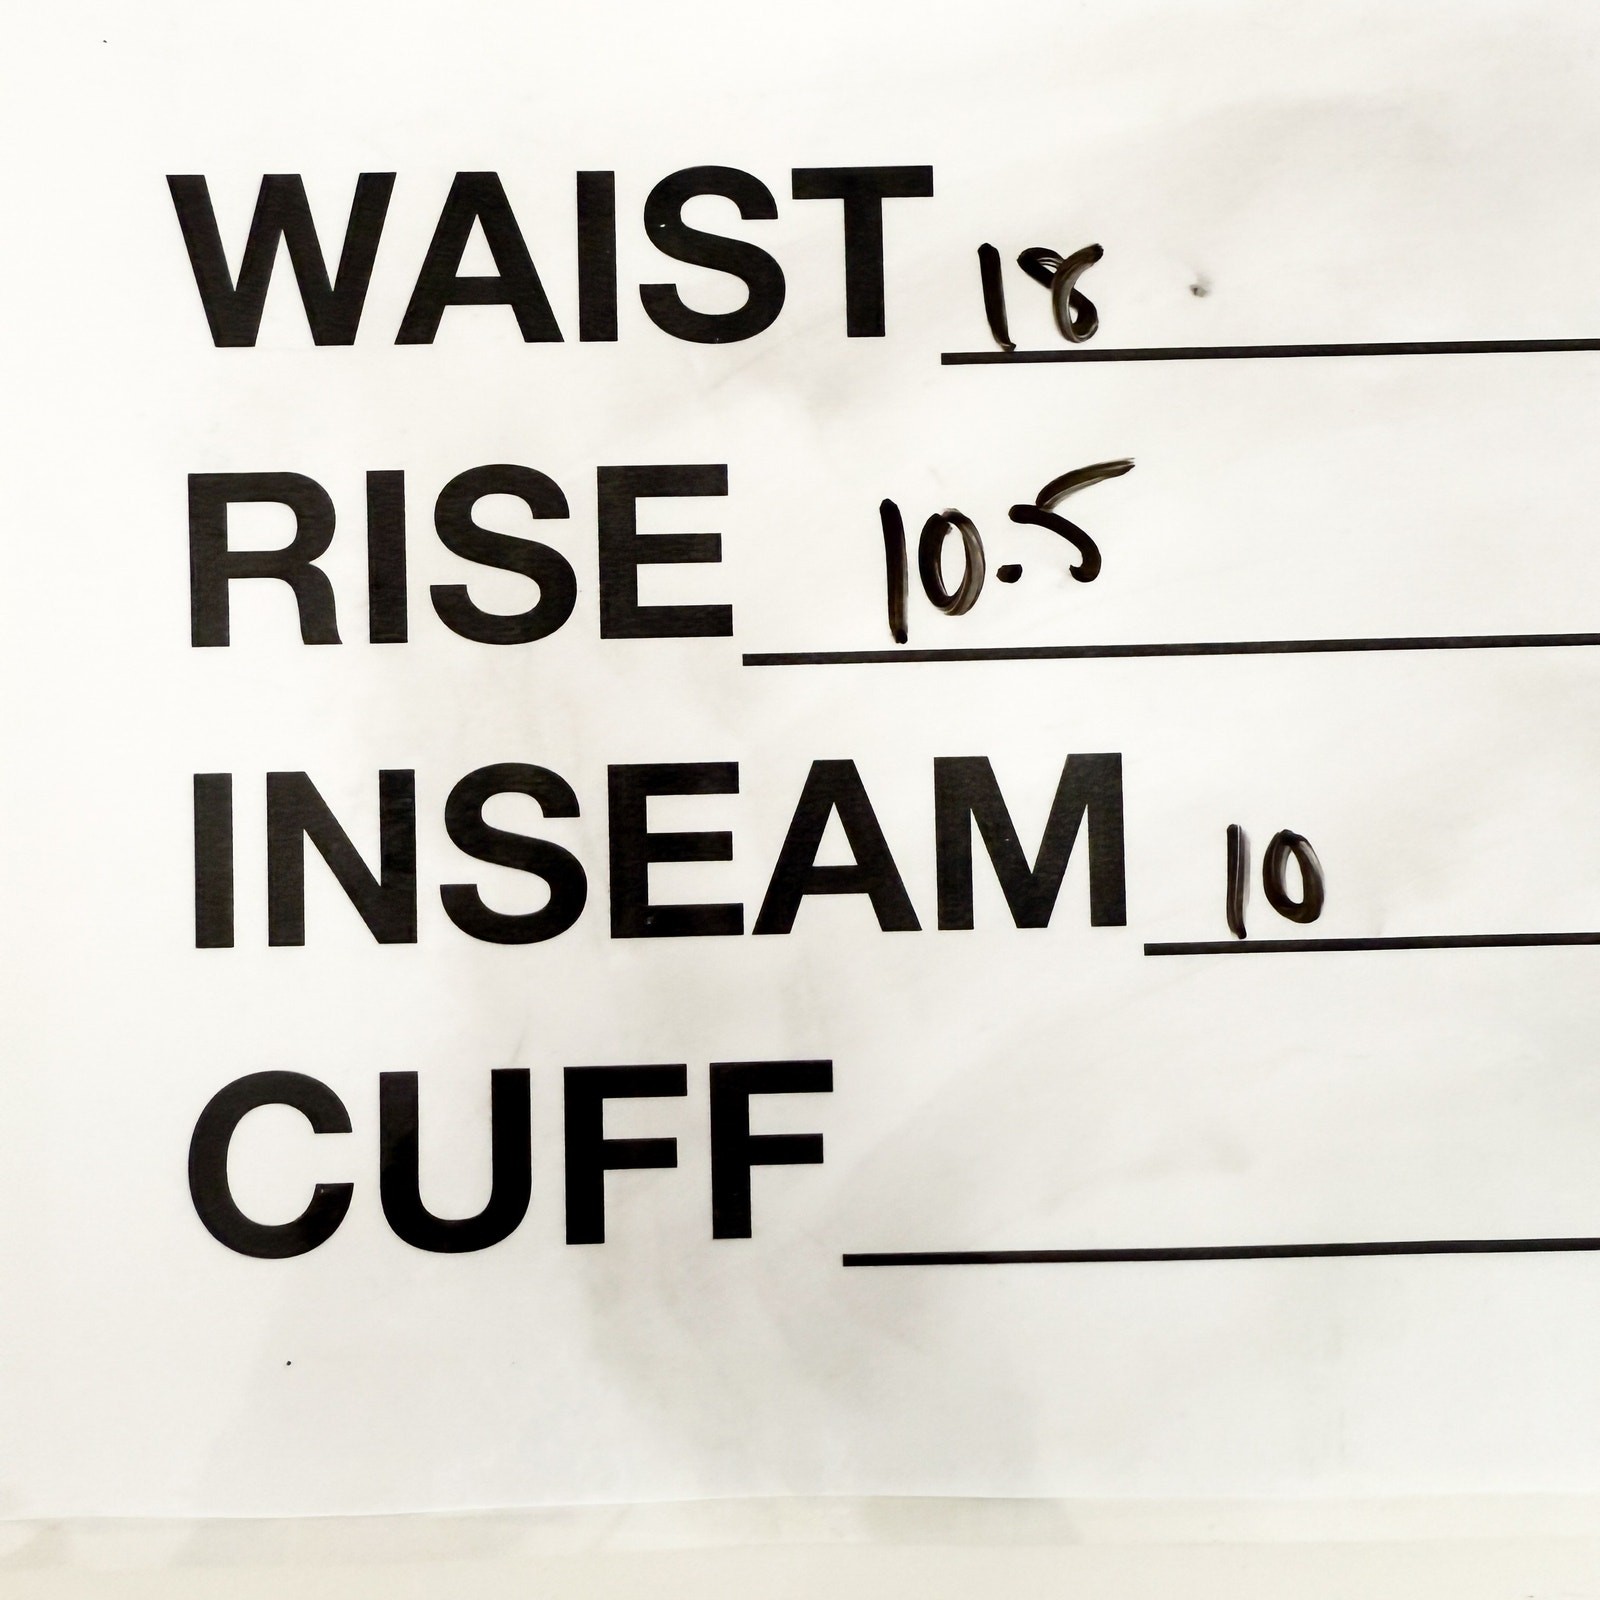 WAIST 18
RISE 10.5
INSEAM 10
CUFF